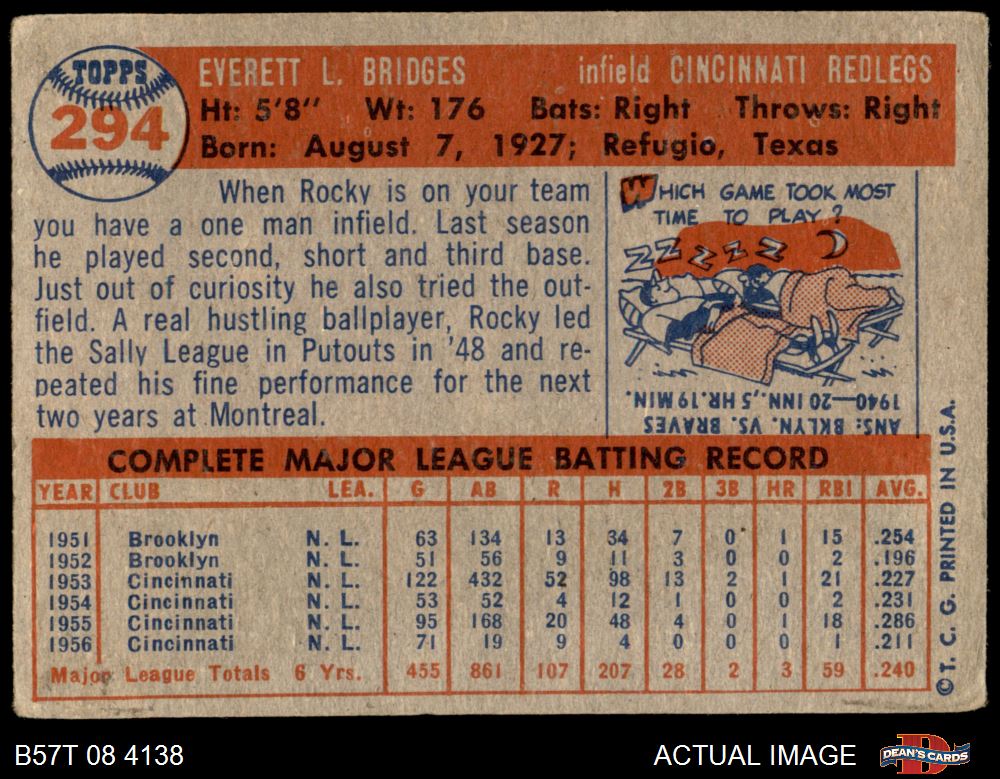 TOPPS
294
EVERETT L. BRIDGES infield CINCINNATI REDLEGS
Ht: 5'8" Wt: 176 Bats: Right Throws: Right
Born: August 7, 1927; Refugio, Texas
When Rocky is on your team
you have a one man infield. Last season
he played second, short and third base.
Just out of curiosity he also tried the out-
field. A real hustling ballplayer, Rocky led
the Sally League in Putouts in '48 and re-
peated his fine performance for the next
two years at Montreal.
WHICH GAME TOOK MOST
TIME TO PLAY?
ZZ Z Z Z Z
ANS: BKLYN. VS. BRAVES
1940—20 INN., 5 HR. 19 MIN.
COMPLETE MAJOR LEAGUE BATTING RECORD
YEAR CLUB LEA. G AB R H 2B 3B HR RBI AVG.
1951 Brooklyn N. L. 63 134 13 34 7 0 1 15 .254
1952 Brooklyn N. L. 51 56 9 11 3 0 0 2 .196
1953 Cincinnati N. L. 122 432 52 98 13 2 1 21 .227
1954 Cincinnati N. L. 53 52 4 12 1 0 0 2 .231
1955 Cincinnati N. L. 95 168 20 48 4 0 1 18 .286
1956 Cincinnati N. L. 71 19 9 4 0 0 0 1 .211
Major League Totals 6 Yrs. 455 861 107 207 28 2 3 59 .240
© T. C. G. PRINTED IN U.S.A.
B57T 08 4138 ACTUAL IMAGE DEAN'S CARDS